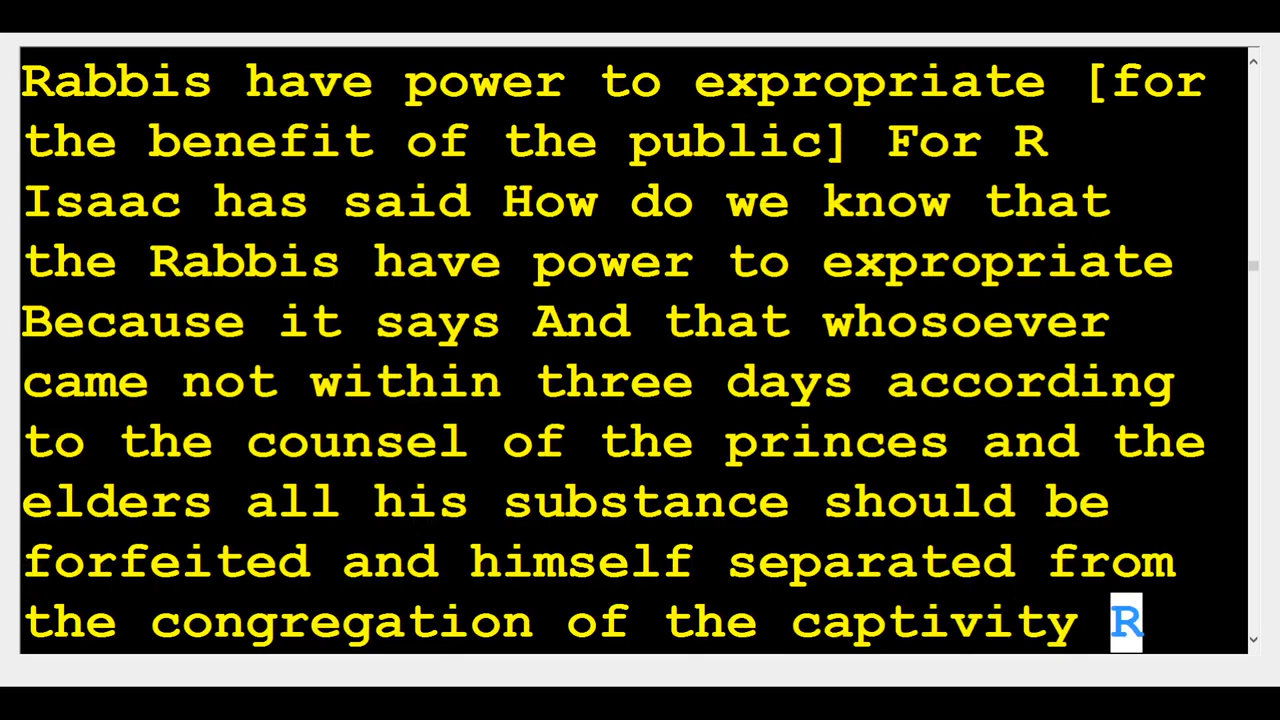 Rabbis have power to expropriate [for
the benefit of the public] For R
Isaac has said How do we know that
the Rabbis have power to expropriate
Because it says And that whosoever
came not within three days according
to the counsel of the princes and the
elders all his substance should be
forfeited and himself separated from
the congregation of the captivity R